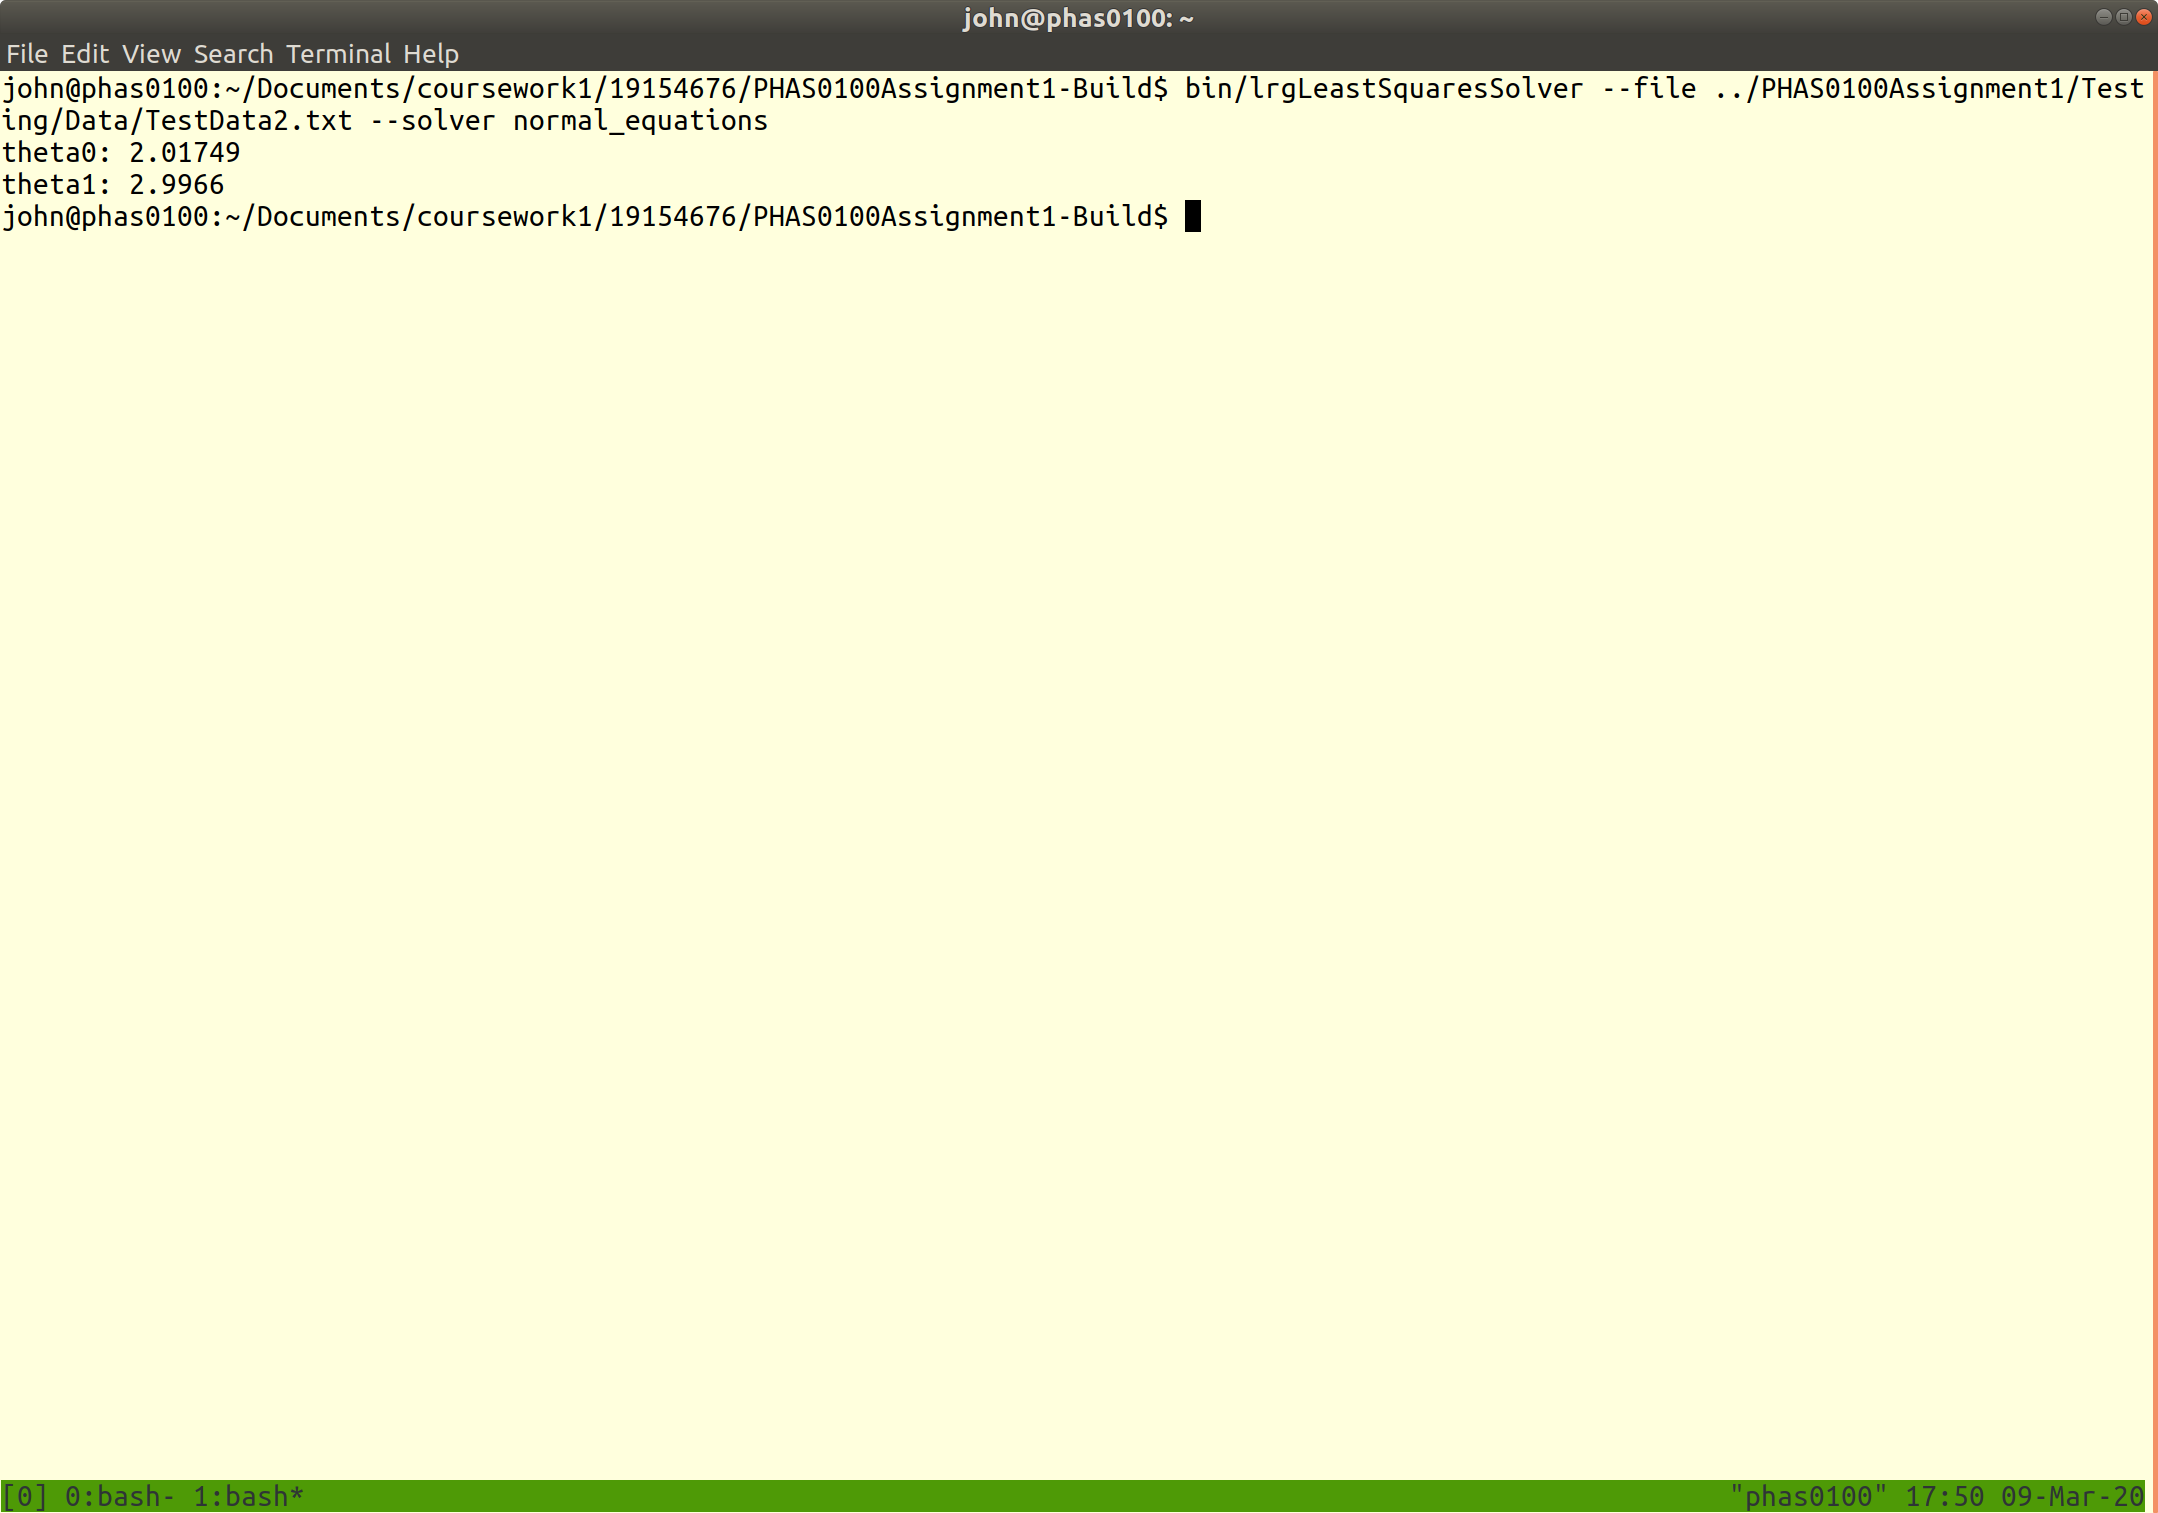 john@phas0100: ~
File Edit View Search Terminal Help
john@phas0100:~/Documents/coursework1/19154676/PHAS0100Assignment1-Build$ bin/lrgLeastSquaresSolver --file ../PHAS0100Assignment1/Test
ing/Data/TestData2.txt --solver normal_equations
theta0: 2.01749
theta1: 2.9966
john@phas0100:~/Documents/coursework1/19154676/PHAS0100Assignment1-Build$
[0] 0:bash- 1:bash* "phas0100" 17:50 09-Mar-20